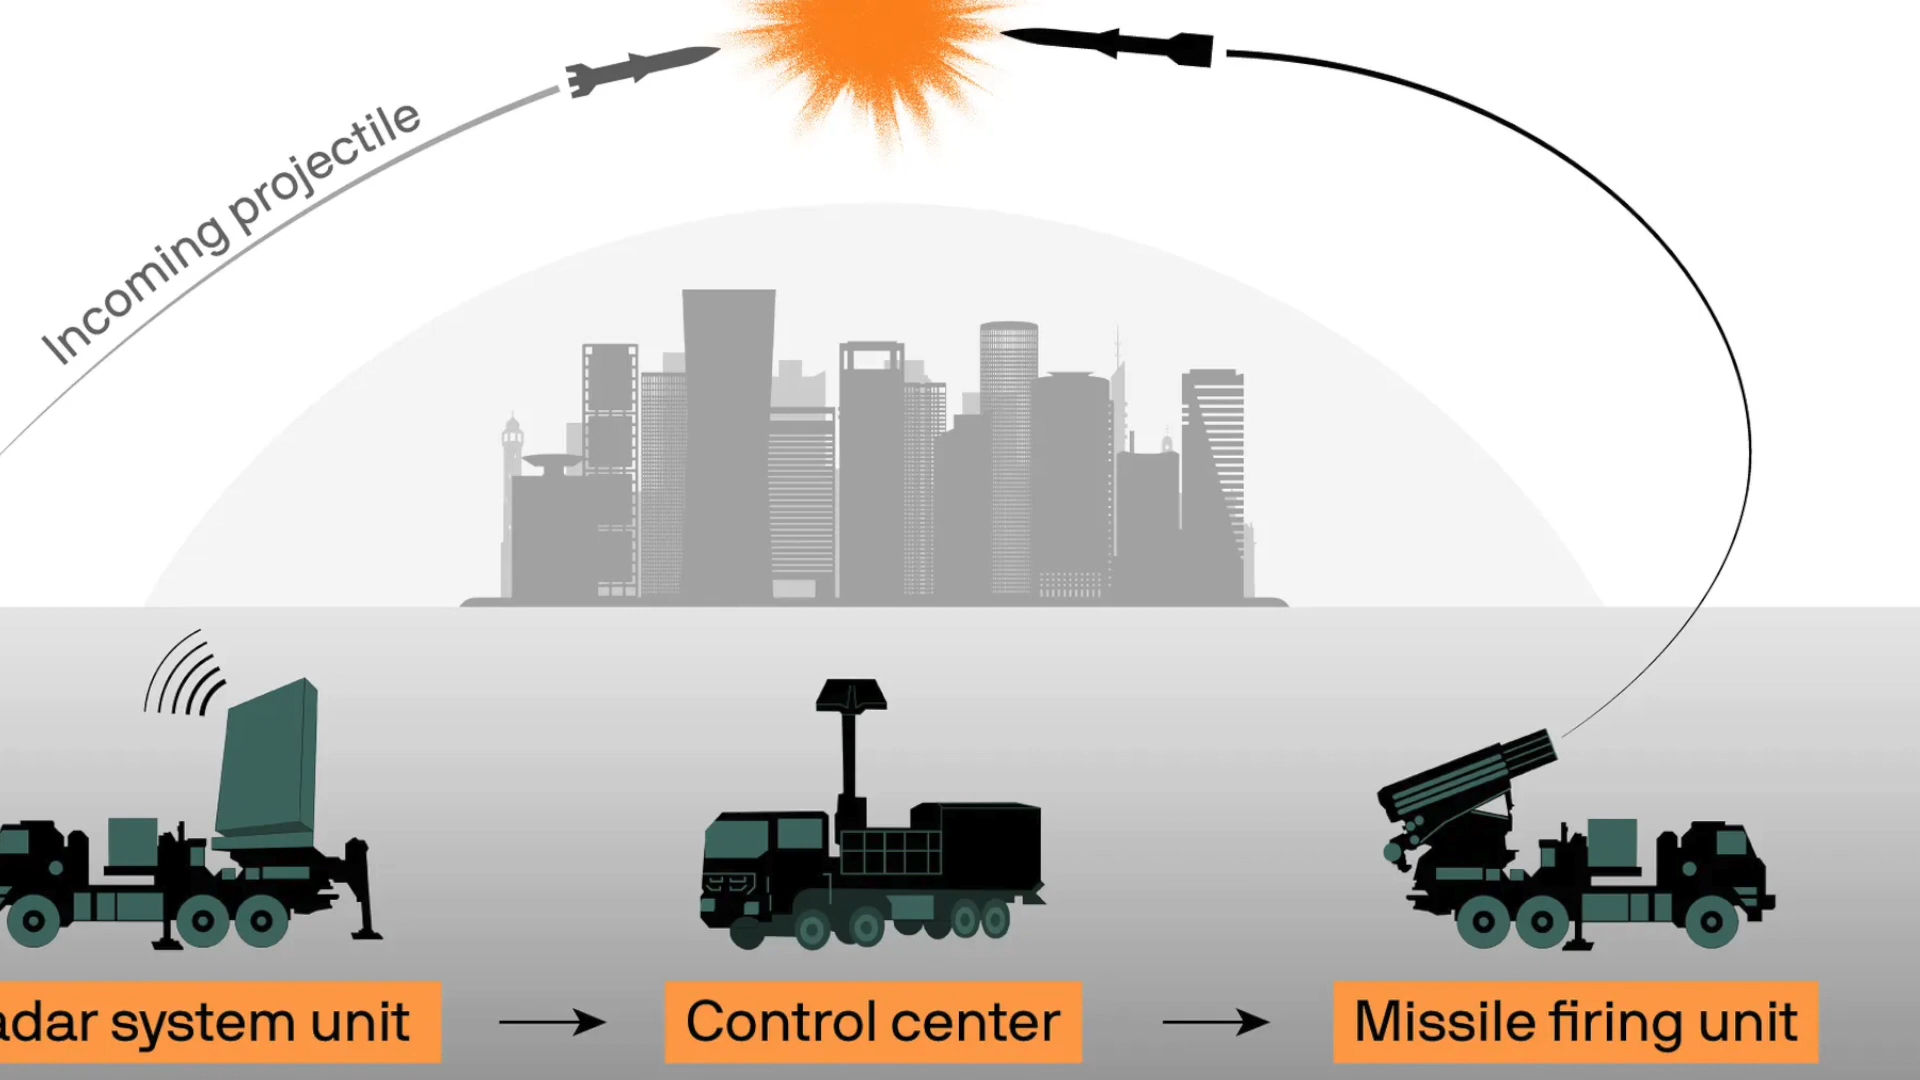 Incoming projectile
adar system unit
Control center
Missile firing unit